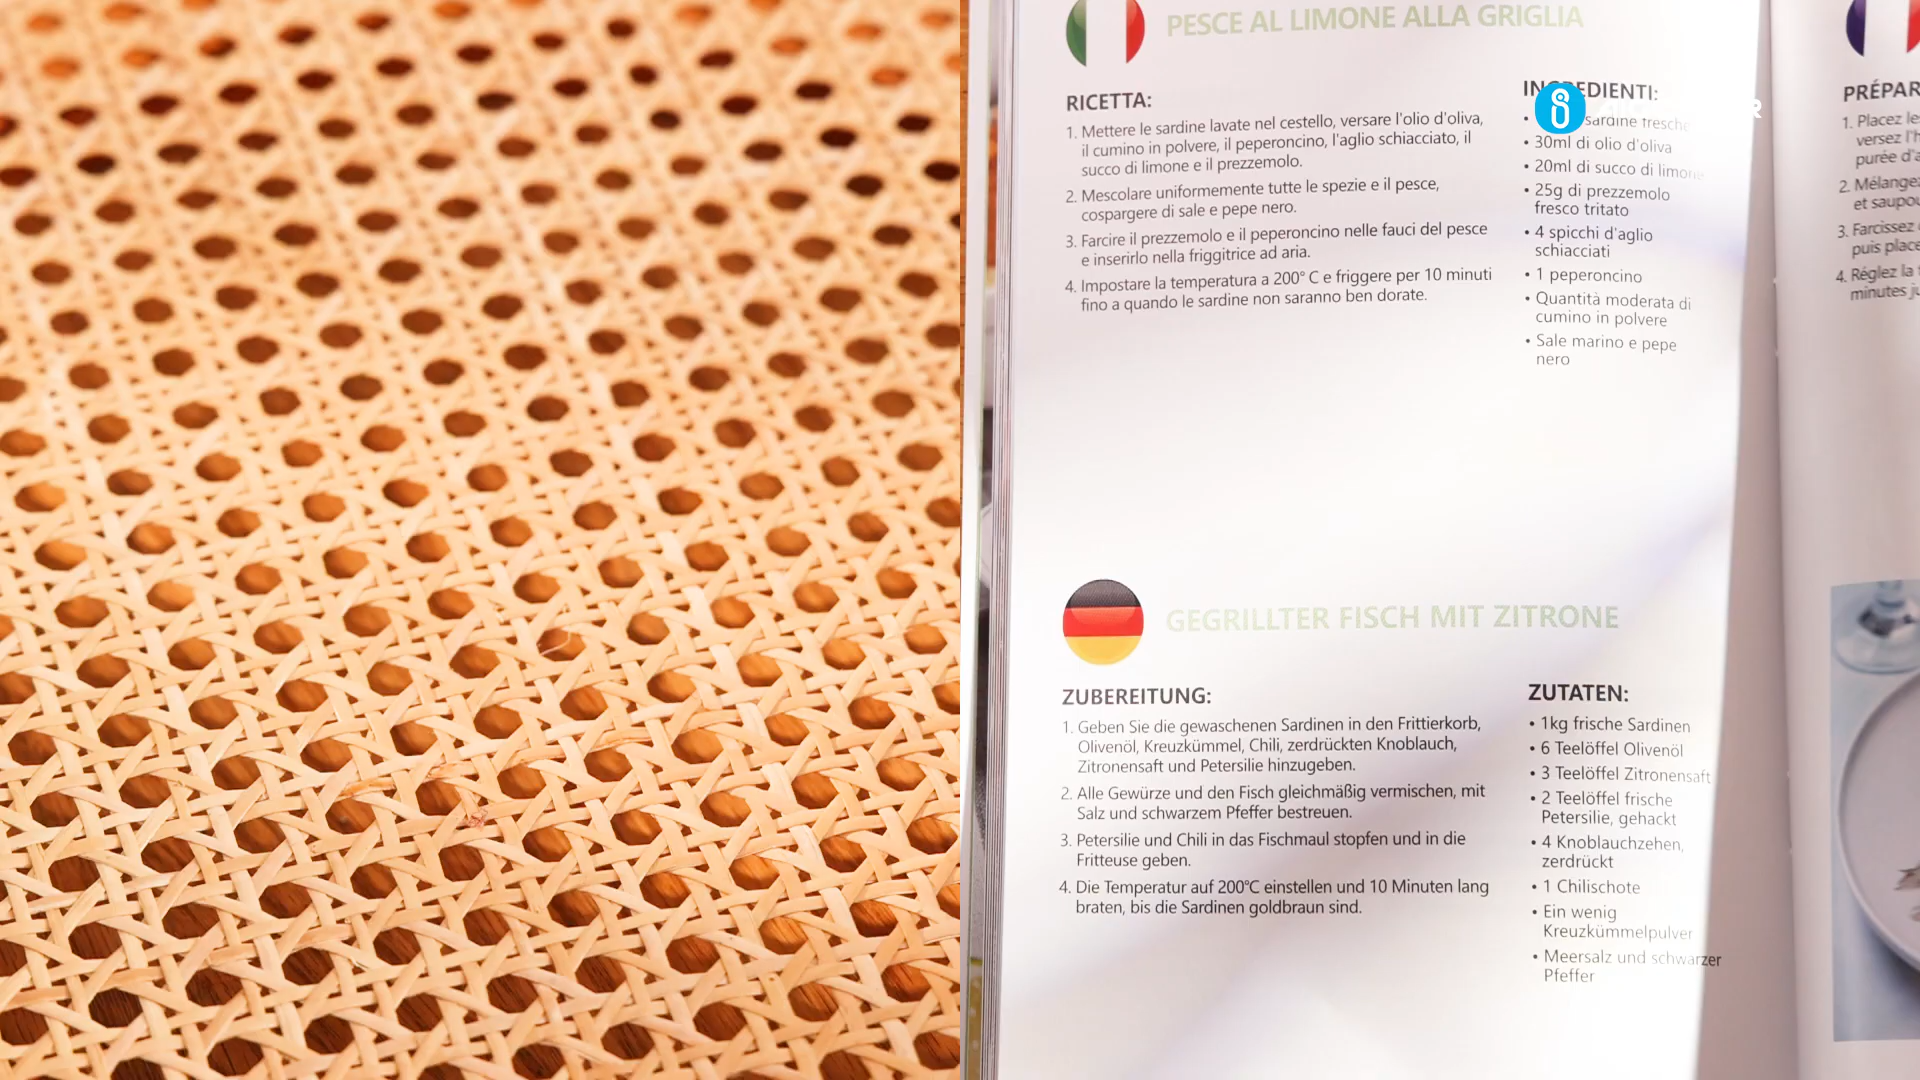 PESCE AL LIMONE ALLA GRIGLIA
RICETTA:
1. Mettere le sardine lavate nel cestello, versare l'olio d'oliva,
il cumino in polvere, il peperoncino, l'aglio schiacciato, il
succo di limone e il prezzemolo.
2. Mescolare uniformemente tutte le spezie e il pesce,
cospargere di sale e pepe nero.
3. Farcire il prezzemolo e il peperoncino nelle fauci del pesce
e inserirlo nella friggitrice ad aria.
4. Impostare la temperatura a 200° C e friggere per 10 minuti
fino a quando le sardine non saranno ben dorate.
sardine fresche
• 30ml di olio d'oliva
• 20ml di succo di limone
• 25g di prezzemolo
fresco tritato
• 4 spicchi d'aglio
schiacciati
• 1 peperoncino
• Quantità moderata di
cumino in polvere
• Sale marino e pepe
nero
GEGRILLTER FISCH MIT ZITRONE
ZUBEREITUNG:
1. Geben Sie die gewaschenen Sardinen in den Frittierkorb,
Olivenöl, Kreuzkümmel, Chili, zerdrückten Knoblauch,
Zitronensaft und Petersilie hinzugeben.
2. Alle Gewürze und den Fisch gleichmäßig vermischen, mit
Salz und schwarzem Pfeffer bestreuen.
3. Petersilie und Chili in das Fischmaul stopfen und in die
Fritteuse geben.
4. Die Temperatur auf 200°C einstellen und 10 Minuten lang
braten, bis die Sardinen goldbraun sind.
ZUTATEN:
• 1kg frische Sardinen
• 6 Teelöffel Olivenöl
• 3 Teelöffel Zitronensaft
• 2 Teelöffel frische
Petersilie, gehackt
• 4 Knoblauchzehen,
zerdrückt
• 1 Chilischote
• Ein wenig
Kreuzkümmelpulver
• Meersalz und schwarzer
Pfeffer
PRÉPAR
1. Placez
versez
purée
2. Mélangez
et
3. Farcissez
puis
4. Réglez la
minutes